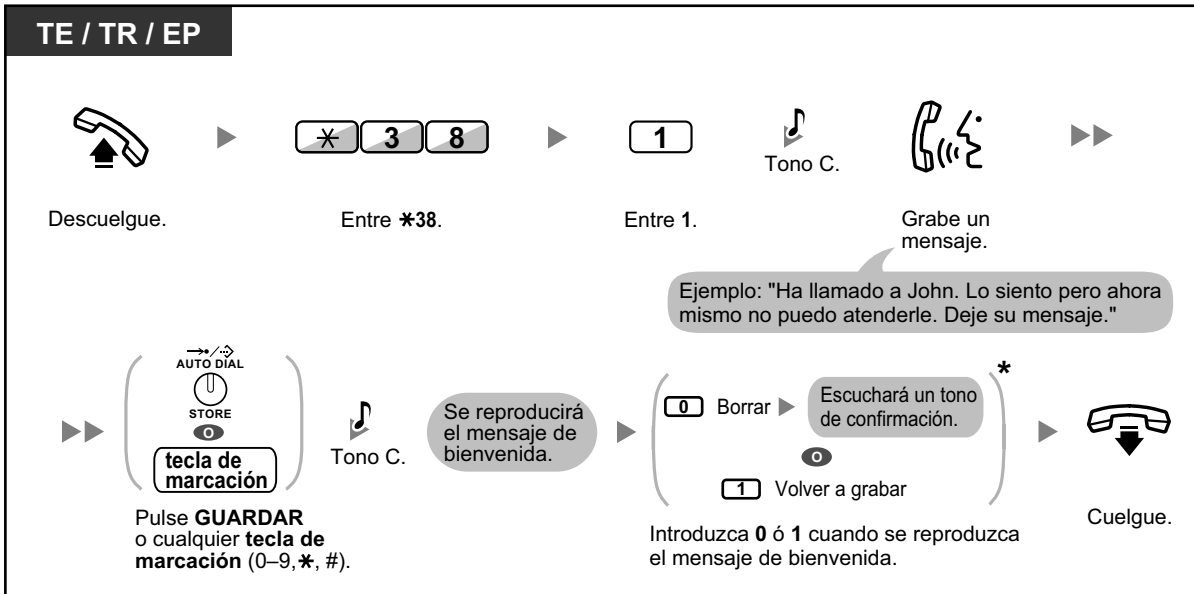 TE / TR / EP
* 3 8
1
Tono C.
Descuelgue.
Entre *38.
Entre 1.
Grabe un
mensaje.
Ejemplo: "Ha llamado a John. Lo siento pero ahora
mismo no puedo atenderle. Deje su mensaje."
AUTO DIAL
STORE
O
tecla de
marcación
Tono C.
Se reproducirá
el mensaje de
bienvenida.
0 Borrar
Escuchará un tono
de confirmación.
*
O
1 Volver a grabar
Pulse GUARDAR
o cualquier tecla de
marcación (0–9,*, #).
Introduzca 0 ó 1 cuando se reproduzca
el mensaje de bienvenida.
Cuelgue.